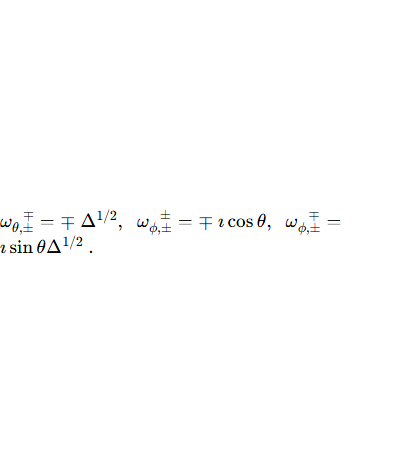 ω_{θ,±}^{∓} = ∓ Δ^{1/2}, ω_{ϕ,±}^{±} = ∓ ı cos θ, ω_{ϕ,±}^{∓} =
ı sin θΔ^{1/2} .